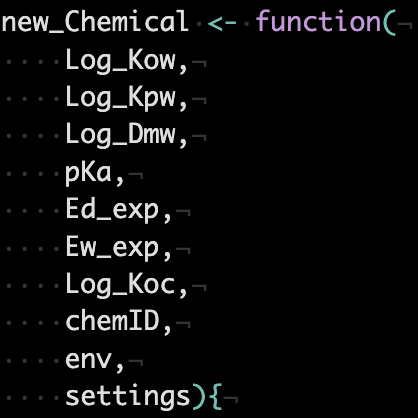 new_Chemical <- function(
    Log_Kow,
    Log_Kpw,
    Log_Dmw,
    pKa,
    Ed_exp,
    Ew_exp,
    Log_Koc,
    chemID,
    env,
    settings){